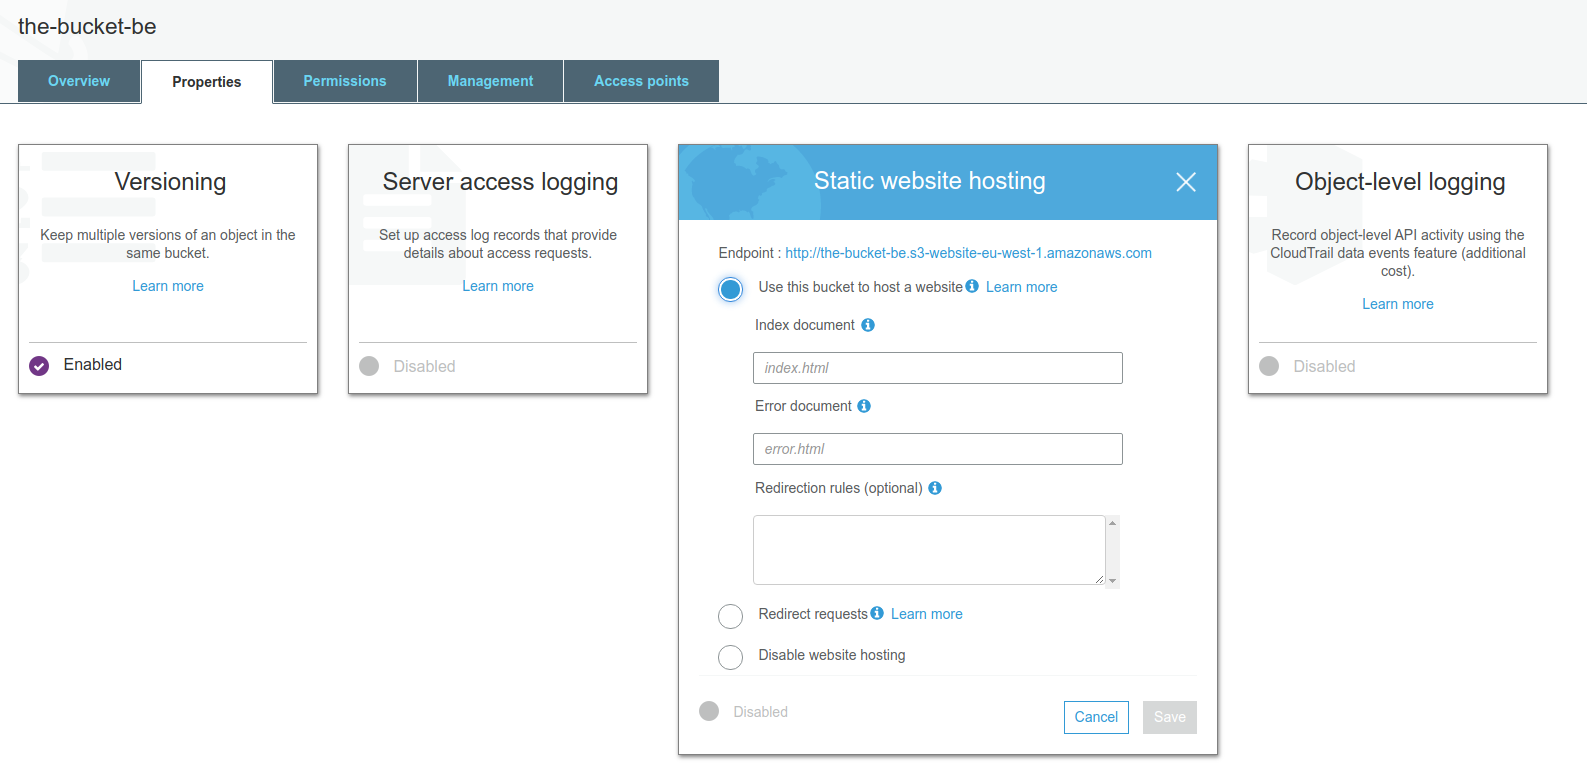 the-bucket-be
Overview
Properties
Permissions
Management
Access points
Versioning
Keep multiple versions of an object in the
same bucket.
Learn more
Enabled
Server access logging
Set up access log records that provide
details about access requests.
Learn more
Disabled
Static website hosting
Endpoint : http://the-bucket-be.s3-website-eu-west-1.amazonaws.com
Use this bucket to host a website Learn more
Index document
index.html
Error document
error.html
Redirection rules (optional)
Redirect requests Learn more
Disable website hosting
Disabled
Cancel
Save
Object-level logging
Record object-level API activity using the
CloudTrail data events feature (additional
cost).
Learn more
Disabled